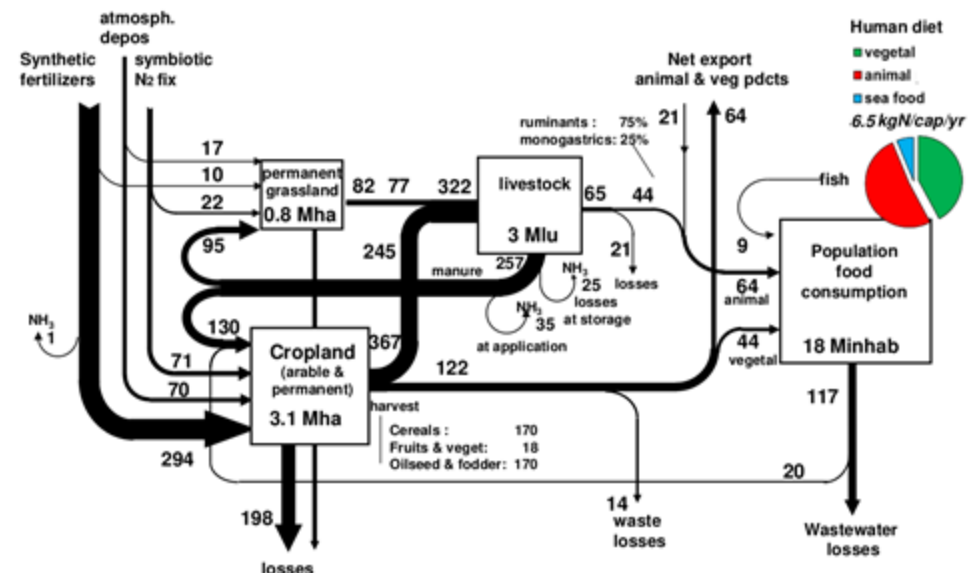 atmosph.
depos
Synthetic
fertilizers
symbiotic
N2 fix
Net export
animal & veg pdcts
Human diet
vegetal
animal
sea food
6.5 kgN/cap/yr
ruminants : 75%
monogastrics: 25%
21
64
17
10
22
95
permanent
grassland
0.8 Mha
82 77 322
livestock
3 Mlu
65 44
fish
9
245
manure
257
NH3
25
losses
at storage
21
losses
NH3
35
at application
Population
food
consumption
18 Minhab
64
animal
44
vegetal
NH3
1
130
71
70
294
Cropland
(arable &
permanent)
3.1 Mha
367
122
harvest
Cereals : 170
Fruits & veget: 18
Oilseed & fodder: 170
117
20
198
losses
14
waste
losses
Wastewater
losses